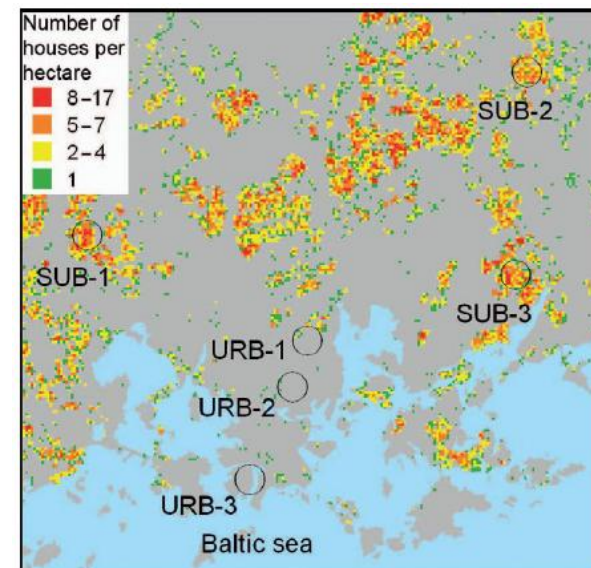 Number of
houses per
hectare
8–17
5–7
2–4
1
SUB-2
SUB-1
SUB-3
URB-1
URB-2
URB-3
Baltic sea